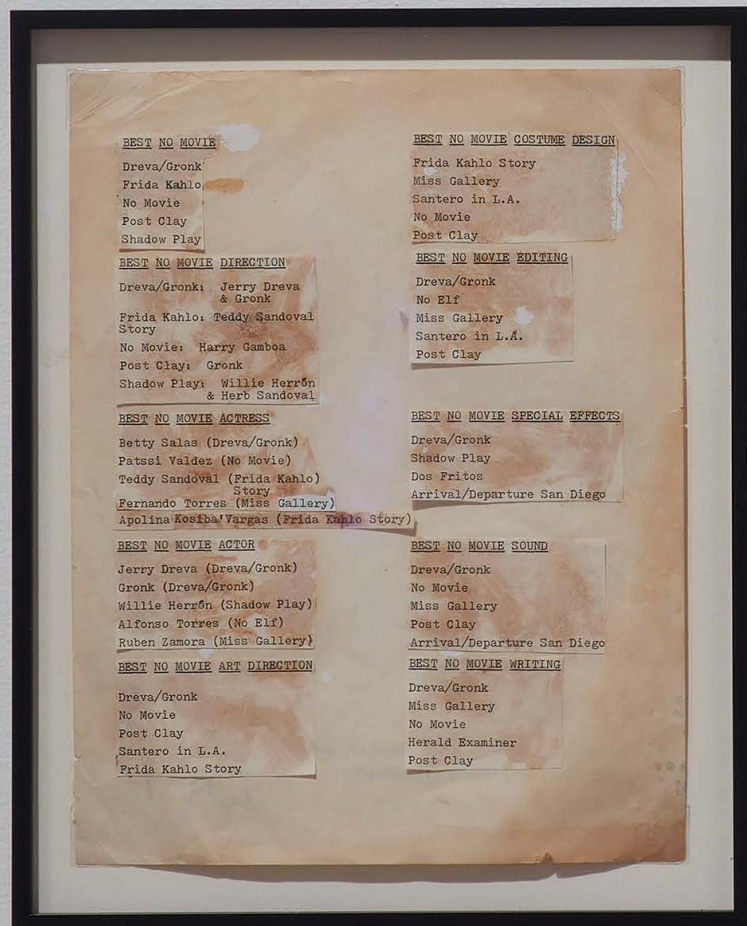 BEST NO MOVIE
Dreva/Gronk
Frida Kahlo
No Movie
Post Clay
Shadow Play
BEST NO MOVIE DIRECTION
Dreva/Gronk: Jerry Dreva
& Gronk
Frida Kahlo: Teddy Sandoval
Story
No Movie: Harry Gamboa
Post Clay: Gronk
Shadow Play: Willie Herrón
& Herb Sandoval
BEST NO MOVIE ACTRESS
Betty Salas (Dreva/Gronk)
Patssi Valdez (No Movie)
Teddy Sandoval (Frida Kahlo)
Story
Fernando Torres (Miss Gallery)
Apolina Kosiba'Vargas (Frida Kahlo Story)
BEST NO MOVIE ACTOR
Jerry Dreva (Dreva/Gronk)
Gronk (Dreva/Gronk)
Willie Herrón (Shadow Play)
Alfonso Torres (No Elf)
Ruben Zamora (Miss Gallery)
BEST NO MOVIE ART DIRECTION
Dreva/Gronk
No Movie
Post Clay
Santero in L.A.
Frida Kahlo Story
BEST NO MOVIE COSTUME DESIGN
Frida Kahlo Story
Miss Gallery
Santero in L.A.
No Movie
Post Clay
BEST NO MOVIE EDITING
Dreva/Gronk
No Elf
Miss Gallery
Santero in L.A.
Post Clay
BEST NO MOVIE SPECIAL EFFECTS
Dreva/Gronk
Shadow Play
Dos Fritos
Arrival/Departure San Diego
BEST NO MOVIE SOUND
Dreva/Gronk
No Movie
Miss Gallery
Post Clay
Arrival/Departure San Diego
BEST NO MOVIE WRITING
Dreva/Gronk
Miss Gallery
No Movie
Herald Examiner
Post Clay